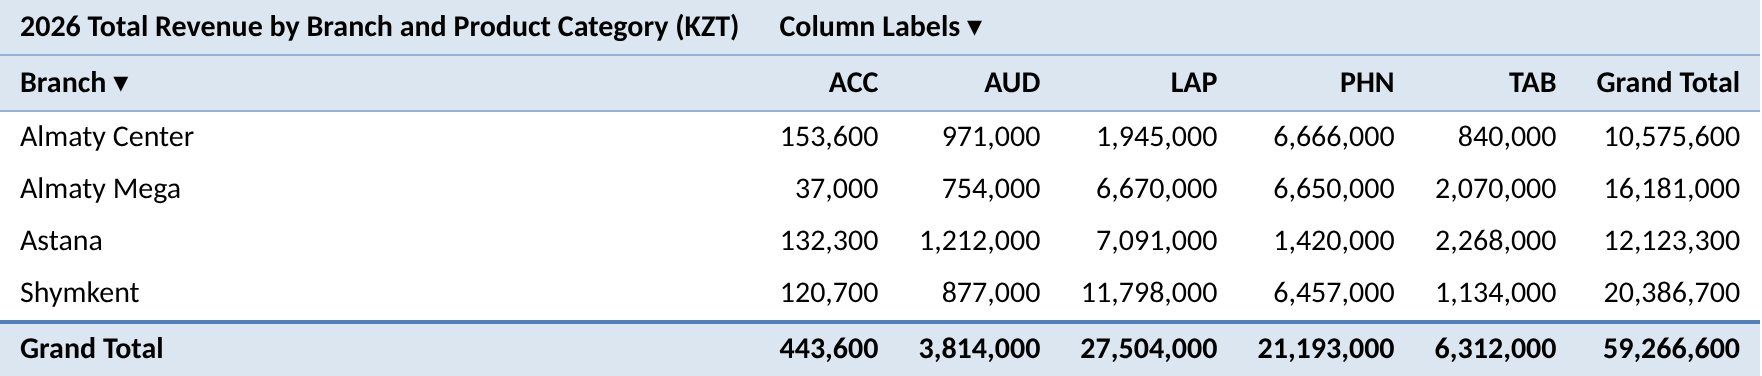 2026 Total Revenue by Branch and Product Category (KZT) Column Labels ▼
Branch ▼ ACC AUD LAP PHN TAB Grand Total
Almaty Center 153,600 971,000 1,945,000 6,666,000 840,000 10,575,600
Almaty Mega 37,000 754,000 6,670,000 6,650,000 2,070,000 16,181,000
Astana 132,300 1,212,000 7,091,000 1,420,000 2,268,000 12,123,300
Shymkent 120,700 877,000 11,798,000 6,457,000 1,134,000 20,386,700
Grand Total 443,600 3,814,000 27,504,000 21,193,000 6,312,000 59,266,600